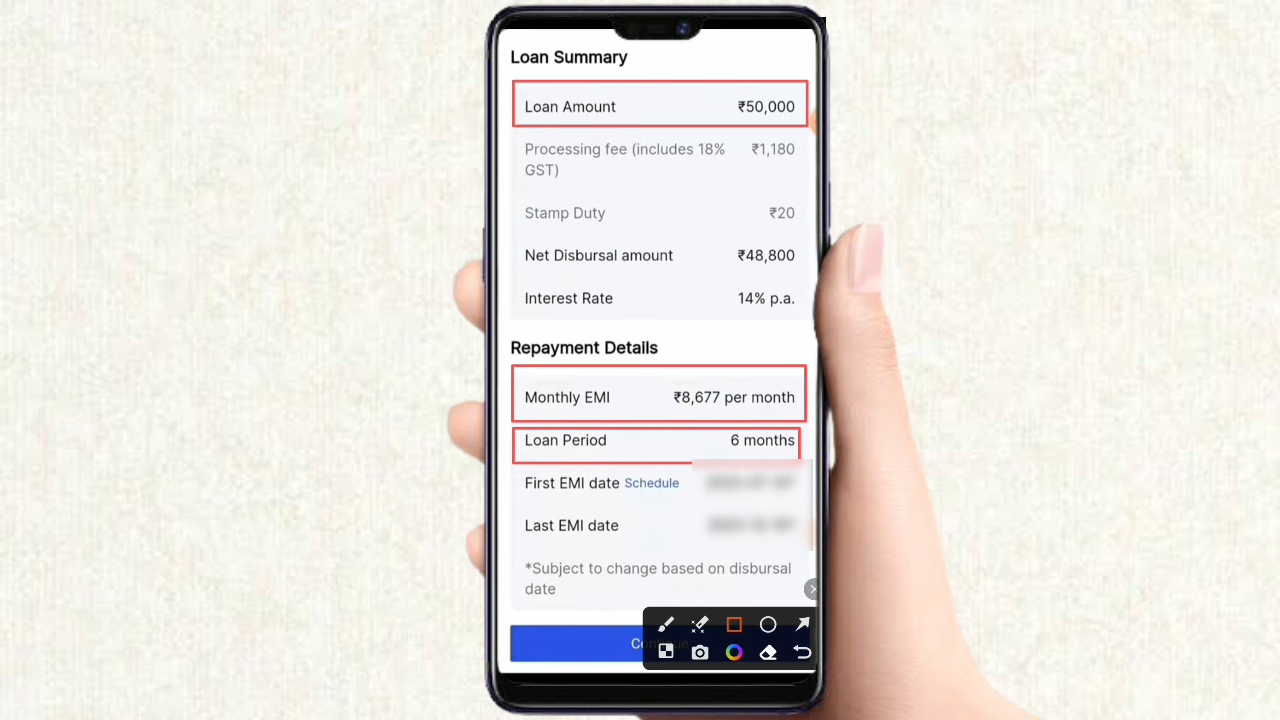 Loan Summary
Loan Amount ₹50,000
Processing fee (includes 18% ₹1,180
GST)
Stamp Duty ₹20
Net Disbursal amount ₹48,800
Interest Rate 14% p.a.
Repayment Details
Monthly EMI ₹8,677 per month
Loan Period 6 months
First EMI date Schedule
Last EMI date
*Subject to change based on disbursal
date